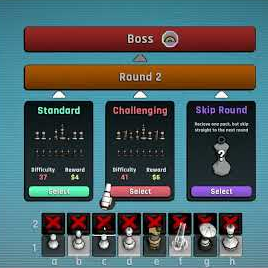 Boss
Round 2
Standard
Challenging
Skip Round
Recieve one pack, but skip
straight to the next round
?
Difficulty Reward
37 $4
Difficulty Reward
41 $6
Select
Select
Select
2
1
a b c d e f g h